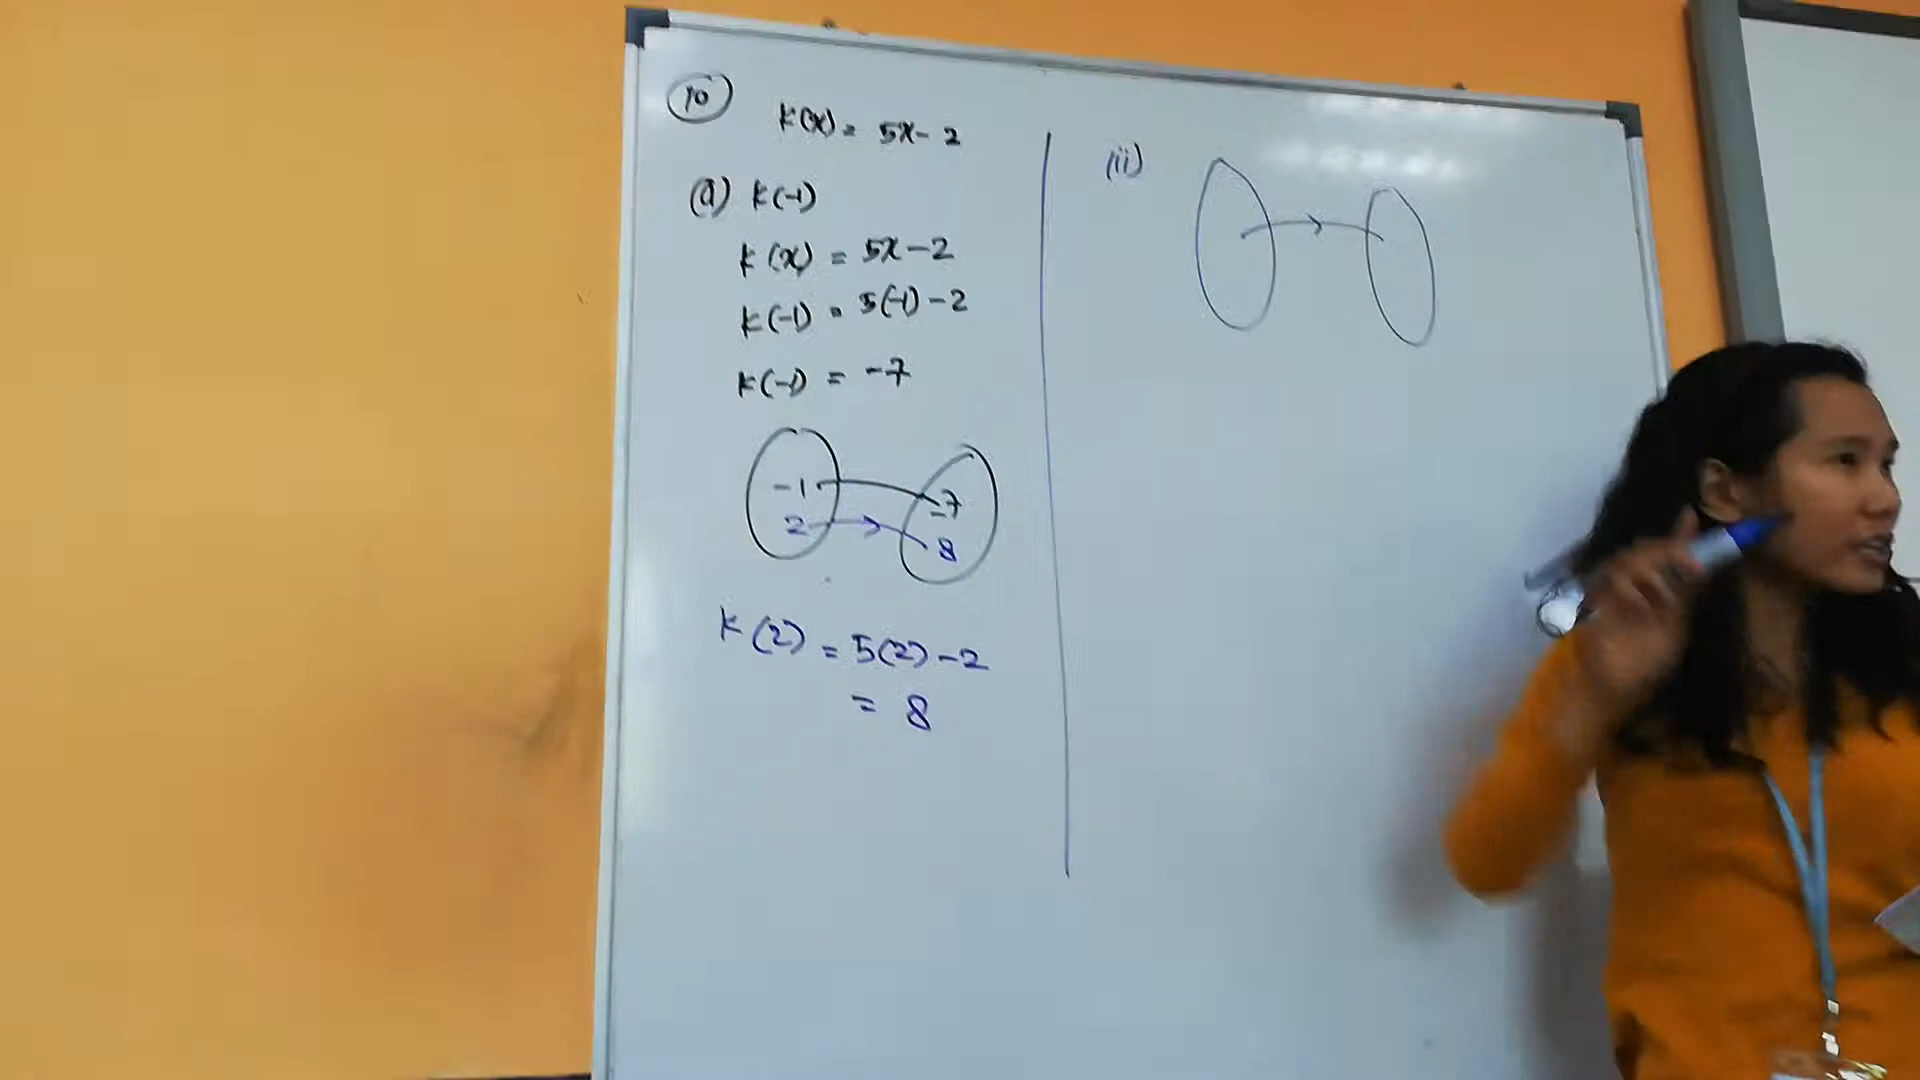 10
k(x) = 5x - 2
(a) k(-1)
k(x) = 5x - 2
k(-1) = 5(-1) - 2
k(-1) = -7
-1 -7
2 8
k(2) = 5(2) - 2
= 8
(ii)